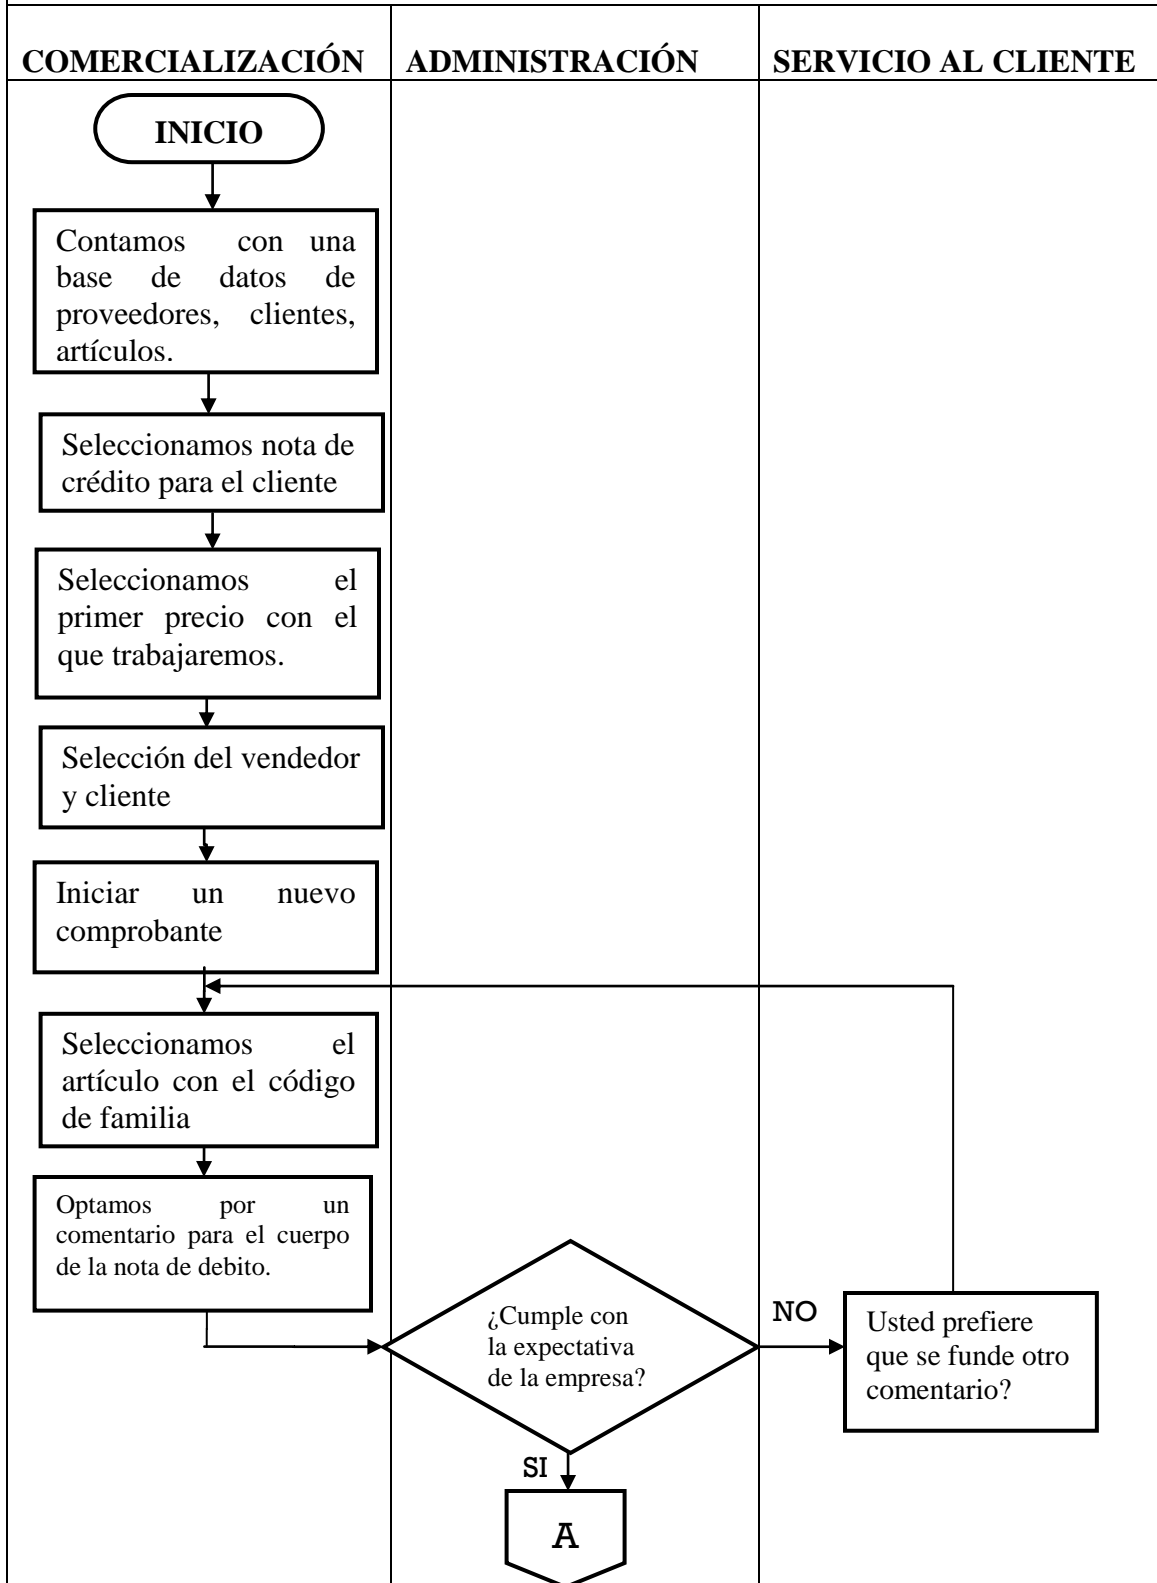 COMERCIALIZACIÓN
ADMINISTRACIÓN
SERVICIO AL CLIENTE
INICIO
Contamos con una
base de datos de
proveedores, clientes,
artículos.
Seleccionamos nota de
crédito para el cliente
Seleccionamos el
primer precio con el
que trabajaremos.
Selección del vendedor
y cliente
Iniciar un nuevo
comprobante
Seleccionamos el
artículo con el código
de familia
Optamos por un
comentario para el cuerpo
de la nota de debito.
¿Cumple con
la expectativa
de la empresa?
NO
Usted prefiere
que se funde otro
comentario?
SI
A